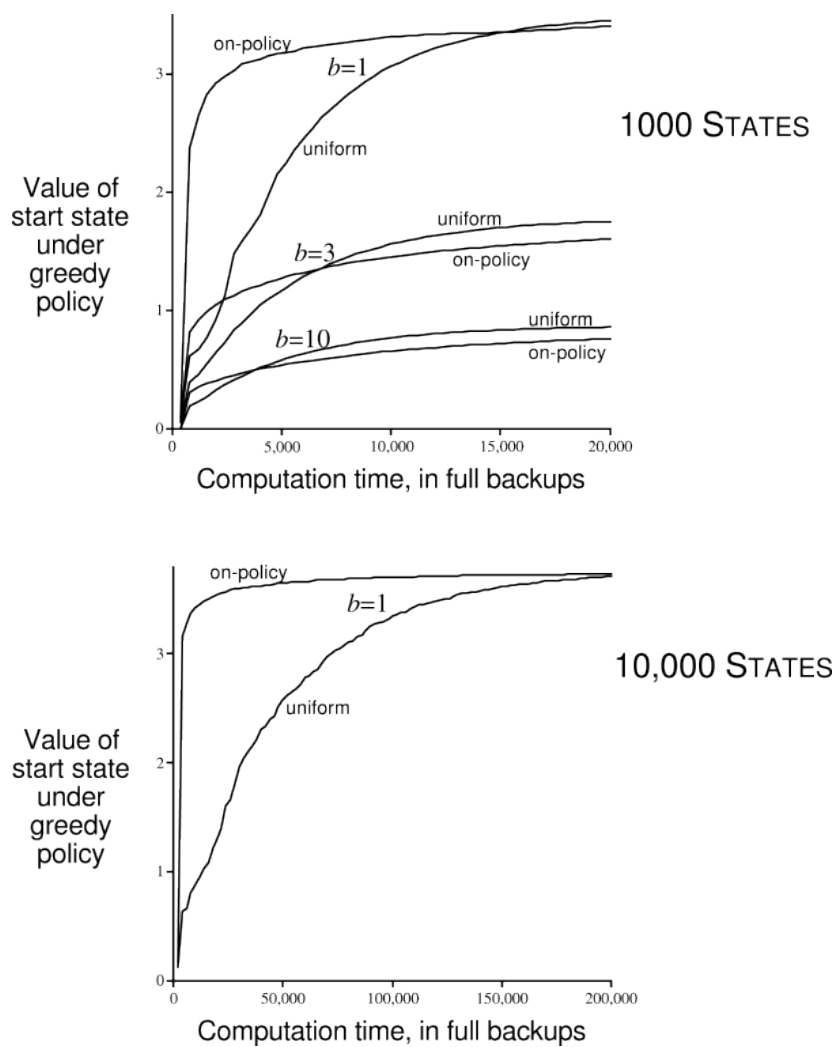 on-policy
3
b=1
1000 STATES
uniform
Value of
start state
under
greedy
policy
2
uniform
b=3
on-policy
1
uniform
b=10
on-policy
0
0
5,000
10,000
15,000
20,000
Computation time, in full backups
on-policy
b=1
3
10,000 STATES
uniform
Value of
start state
under
greedy
policy
2
1
0
0
50,000
100,000
150,000
200,000
Computation time, in full backups